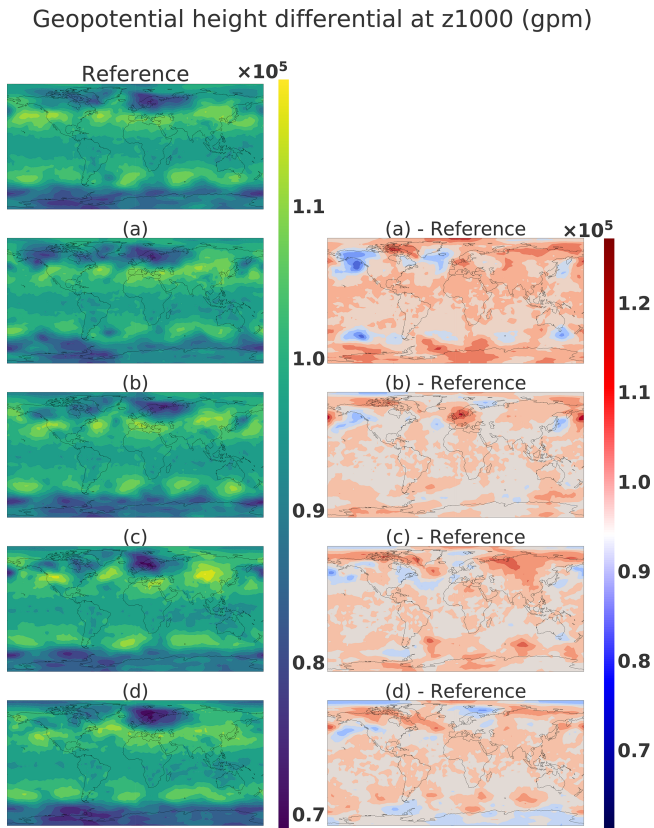 Geopotential height differential at z1000 (gpm)
Reference
×10⁵
1.1
1.0
0.9
0.8
0.7
(a)
(a) - Reference
×10⁵
1.2
1.1
1.0
0.9
0.8
0.7
(b)
(b) - Reference
(c)
(c) - Reference
(d)
(d) - Reference